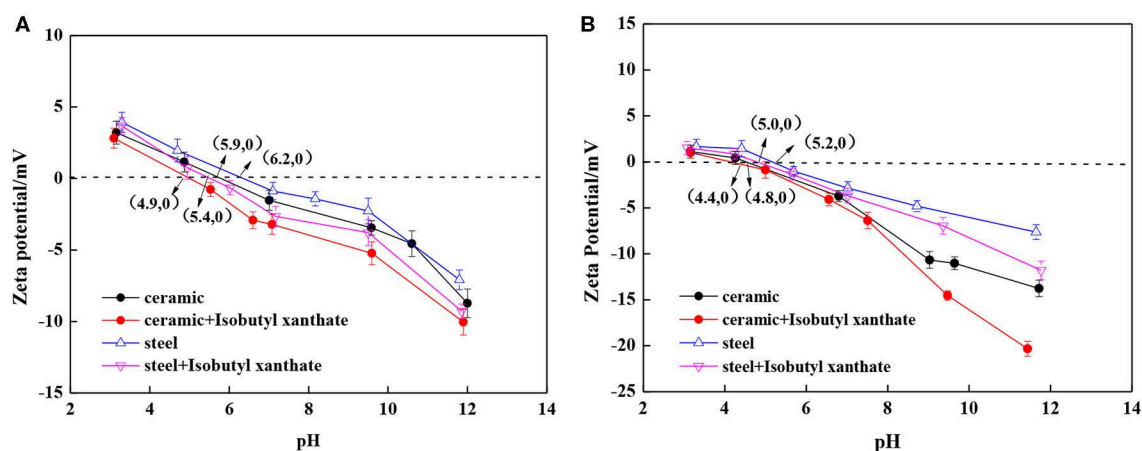 A
Zeta potential/mV
10
5
0
-5
-10
-15
(5.9,0)
(6.2,0)
(4.9,0)
(5.4,0)
ceramic
ceramic+Isobutyl xanthate
steel
steel+Isobutyl xanthate
2 4 6 8 10 12 14
pH
B
Zeta Potential/mV
15
10
5
0
-5
-10
-15
-20
-25
(5.0,0)
(5.2,0)
(4.4,0)
(4.8,0)
ceramic
ceramic+Isobutyl xanthate
steel
steel+Isobutyl xanthate
2 4 6 8 10 12 14
pH